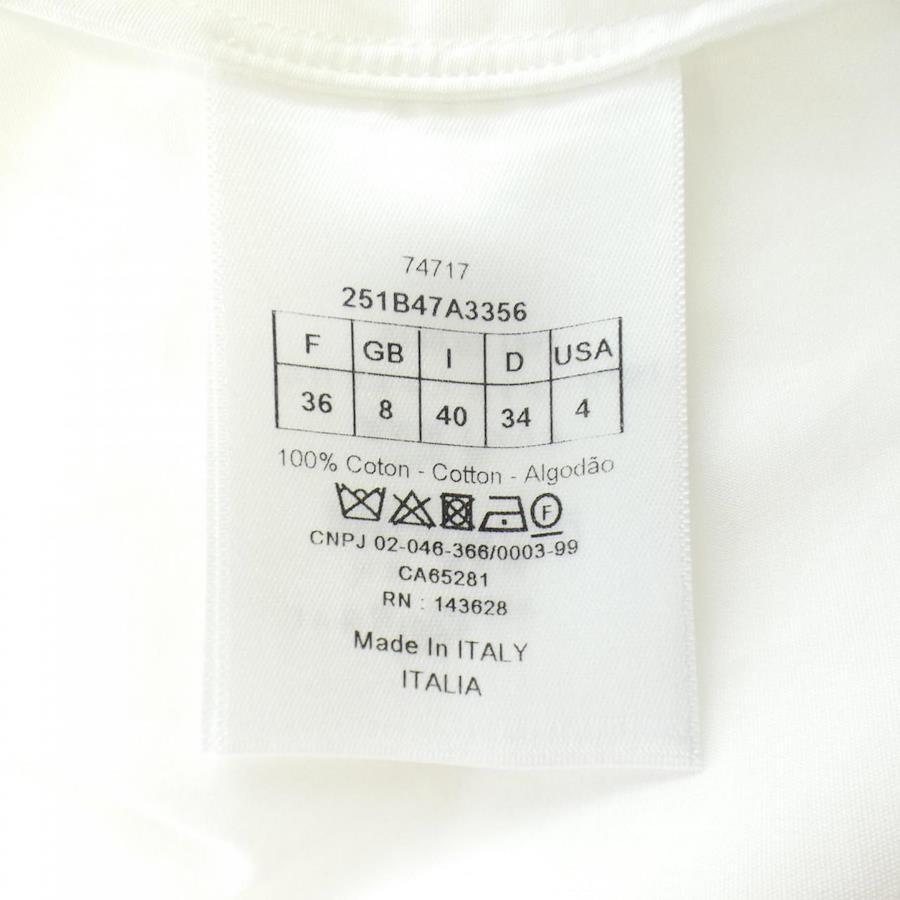 74717
251B47A3356
F GB I D USA
36 8 40 34 4
100% Coton - Cotton - Algodão
F
CNPJ 02-046-366/0003-99
CA65281
RN : 143628
Made In ITALY
ITALIA